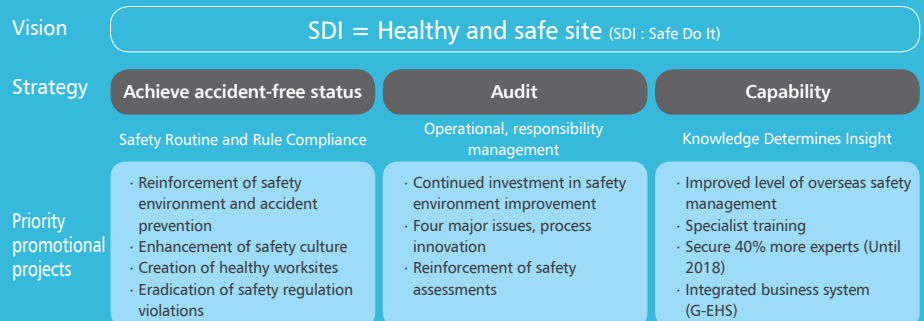 Vision
SDI = Healthy and safe site (SDI : Safe Do It)
Strategy
Achieve accident-free status
Audit
Capability
Safety Routine and Rule Compliance
Operational, responsibility
management
Knowledge Determines Insight
Priority
promotional
projects
· Reinforcement of safety
environment and accident
prevention
· Enhancement of safety culture
· Creation of healthy worksites
· Eradication of safety regulation
violations
· Continued investment in safety
environment improvement
· Four major issues, process
innovation
· Reinforcement of safety
assessments
· Improved level of overseas safety
management
· Specialist training
· Secure 40% more experts (Until
2018)
· Integrated business system
(G-EHS)